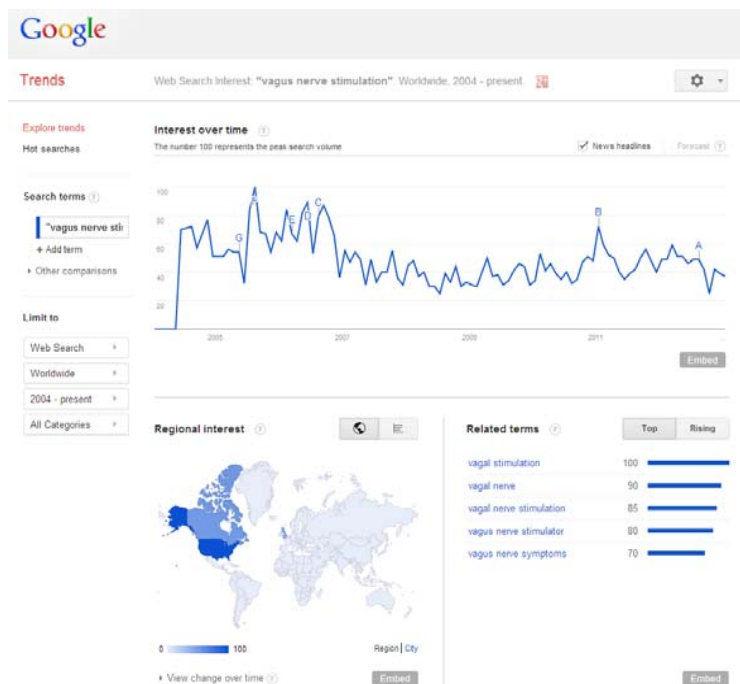 Google
Trends
Web Search Interest: "vagus nerve stimulation". Worldwide, 2004 - present.
Explore trends
Hot searches
Search terms ?
"vagus nerve stin
+ Add term
Other comparisons
Limit to
Web Search
Worldwide
2004 - present
All Categories
Interest over time ?
The number 100 represents the peak search volume
News headlines
Forecast ?
100
80
60
40
20
G
E
D
C
B
A
2005
2007
2009
2011
Embed
Regional interest ?
0 100
Region | City
View change over time ?
Embed
Related terms ?
Top Rising
vagal stimulation 100
vagal nerve 90
vagal nerve stimulation 85
vagus nerve stimulator 80
vagus nerve symptoms 70
Embed